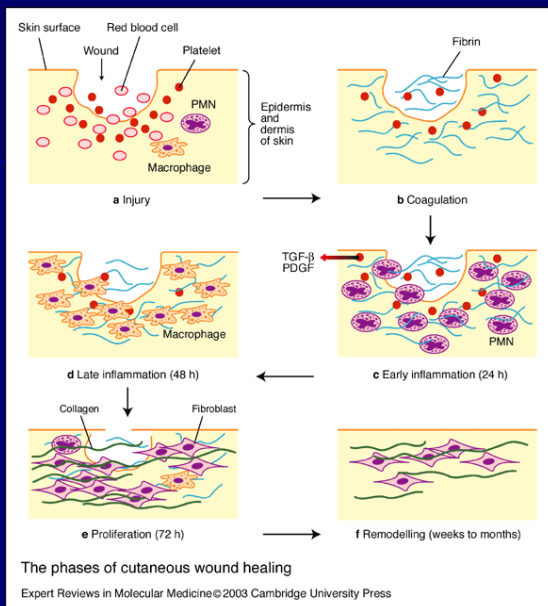 Skin surface
Red blood cell
Wound
Platelet
PMN
Macrophage
Epidermis
and
dermis
of skin
a Injury
Fibrin
b Coagulation
TGF-β
PDGF
PMN
c Early inflammation (24 h)
Macrophage
d Late inflammation (48 h)
Collagen
Fibroblast
e Proliferation (72 h)
f Remodelling (weeks to months)
The phases of cutaneous wound healing
Expert Reviews in Molecular Medicine©2003 Cambridge University Press